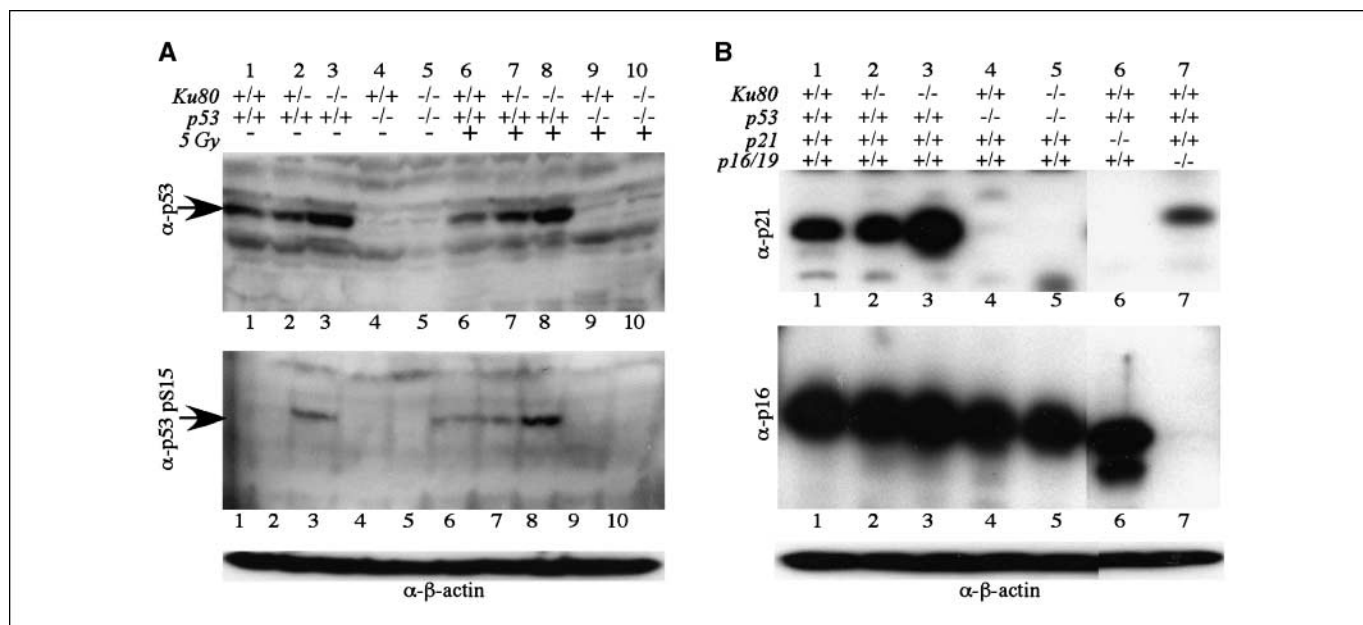 A
1 2 3 4 5 6 7 8 9 10
Ku80 +/+ +/- -/- +/+ -/- +/+ +/- -/- +/+ -/-
p53 +/+ +/+ +/+ -/- -/- +/+ +/+ +/+ -/- -/-
5 Gy - - - - - + + + + +
α-p53
1 2 3 4 5 6 7 8 9 10
α-p53 pS15
1 2 3 4 5 6 7 8 9 10
α-β-actin
B
1 2 3 4 5 6 7
Ku80 +/+ +/- -/- +/+ -/- +/+ +/+
p53 +/+ +/+ +/+ -/- -/- +/+ +/+
p21 +/+ +/+ +/+ +/+ +/+ -/- +/+
p16/19 +/+ +/+ +/+ +/+ +/+ +/+ -/-
α-p21
1 2 3 4 5 6 7
α-p16
1 2 3 4 5 6 7
α-β-actin